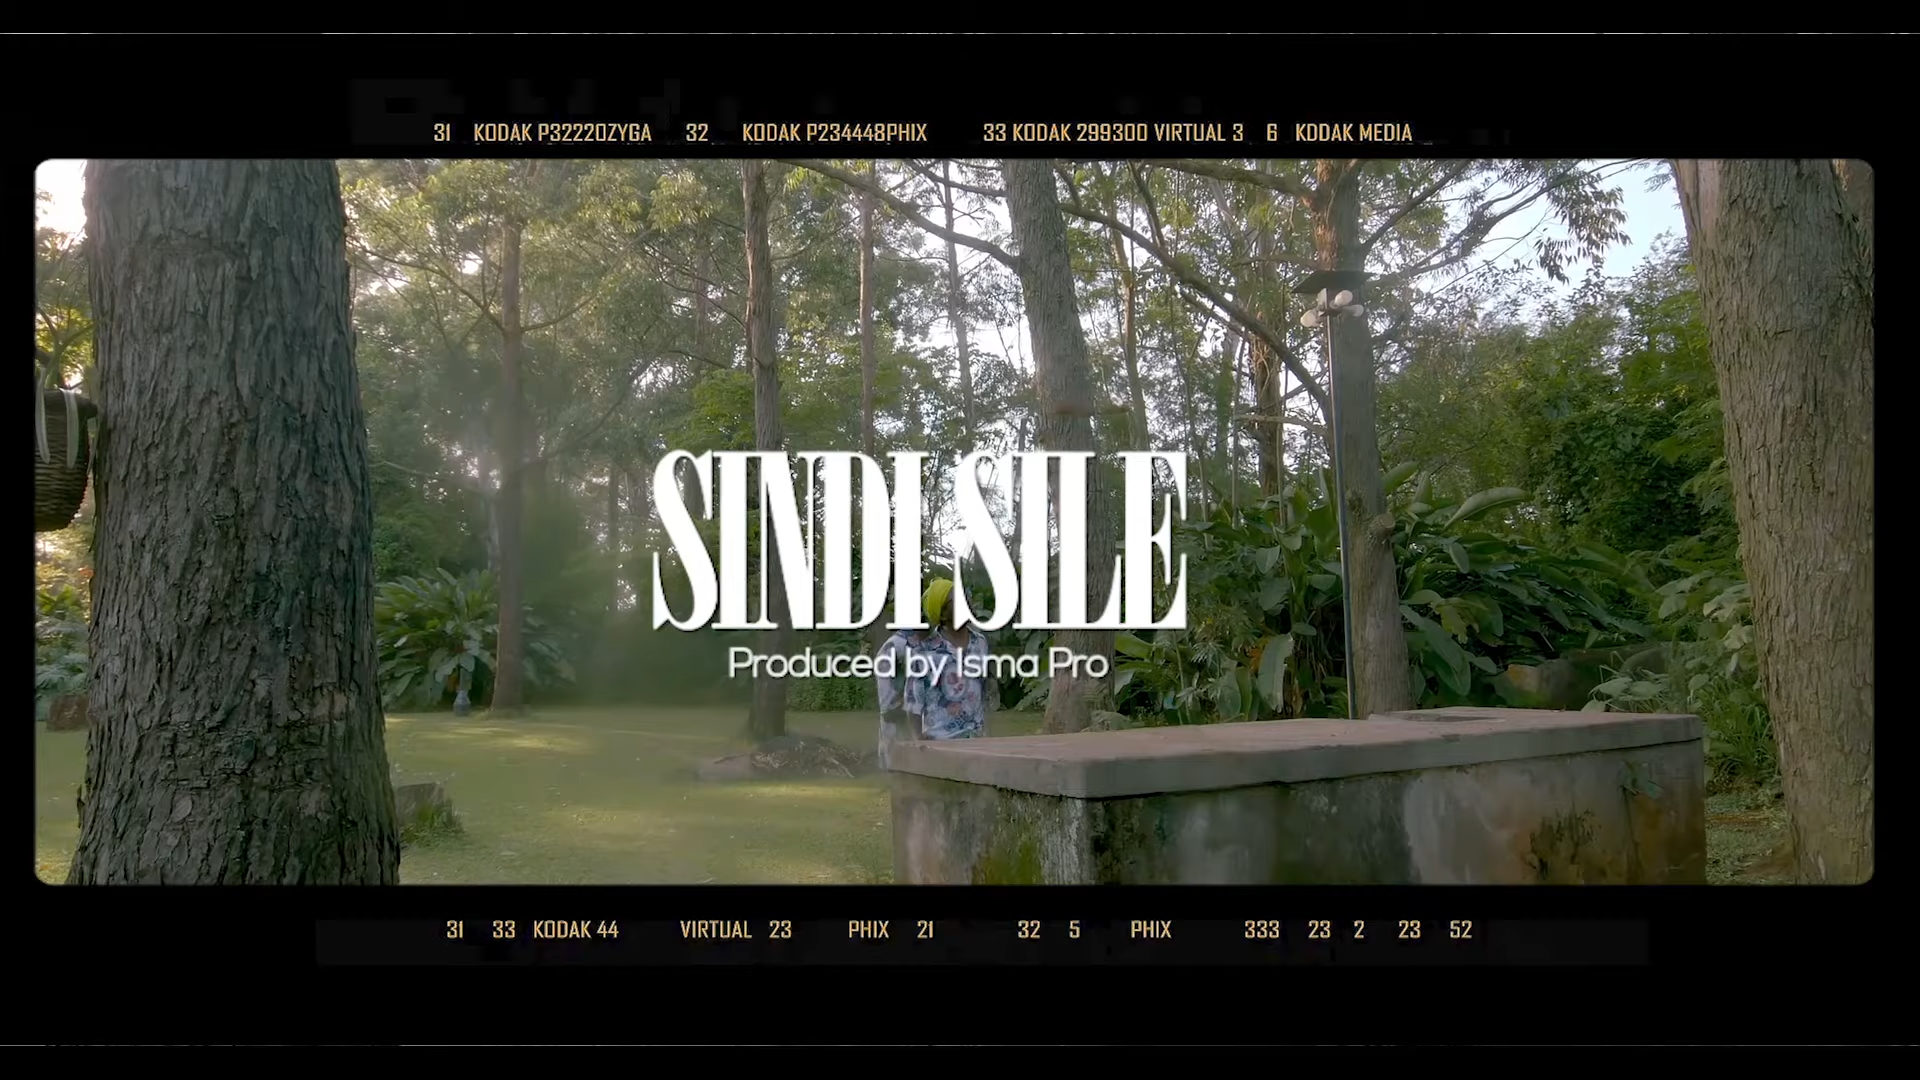 31 KODAK P32220ZYGA 32 KODAK P234448PHIX 33 KODAK 299300 VIRTUAL 3 6 KODAK MEDIA
SINDI SILE
Produced by Isma Pro
31 33 KODAK 44 VIRTUAL 23 PHIX 21 32 5 PHIX 333 23 2 23 52